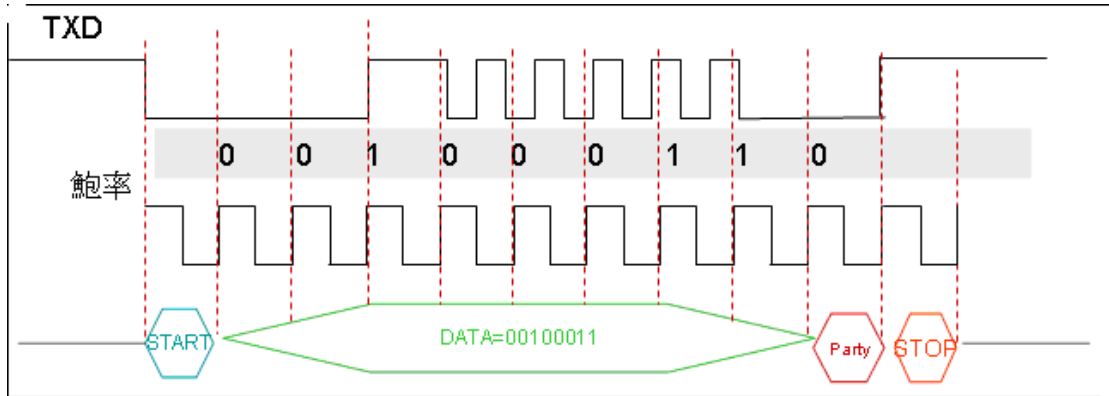 TXD
0 0 1 0 0 0 1 1 0
鮑率
START DATA=00100011 Party STOP